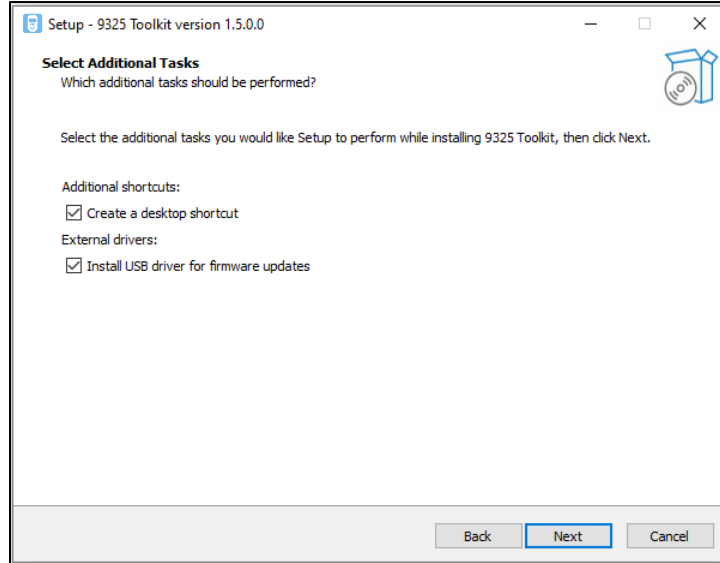 Setup - 9325 Toolkit version 1.5.0.0
Select Additional Tasks
Which additional tasks should be performed?
Select the additional tasks you would like Setup to perform while installing 9325 Toolkit, then click Next.
Additional shortcuts:
Create a desktop shortcut
External drivers:
Install USB driver for firmware updates
Back Next Cancel